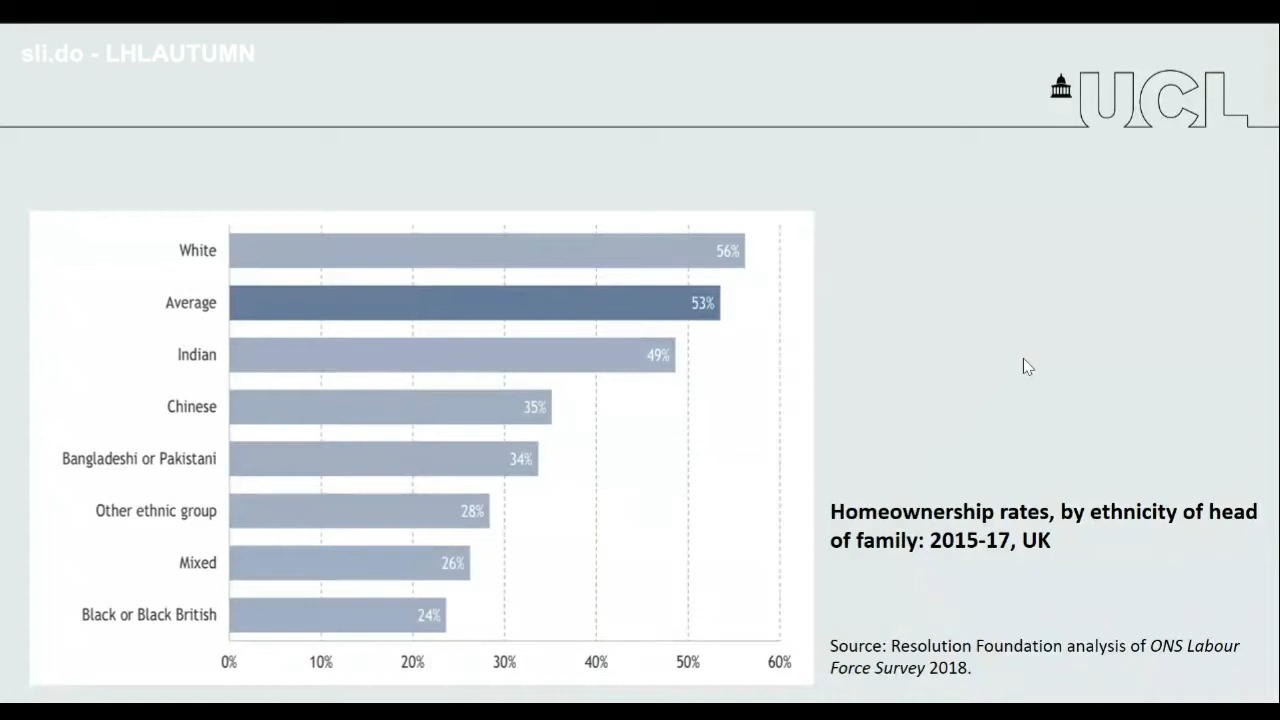 sli.do - LHLAUTUMN
UCL
White
56%
Average
53%
Indian
49%
Chinese
35%
Bangladeshi or Pakistani
34%
Other ethnic group
28%
Mixed
26%
Black or Black British
24%
0% 10% 20% 30% 40% 50% 60%
Homeownership rates, by ethnicity of head
of family: 2015-17, UK
Source: Resolution Foundation analysis of ONS Labour
Force Survey 2018.